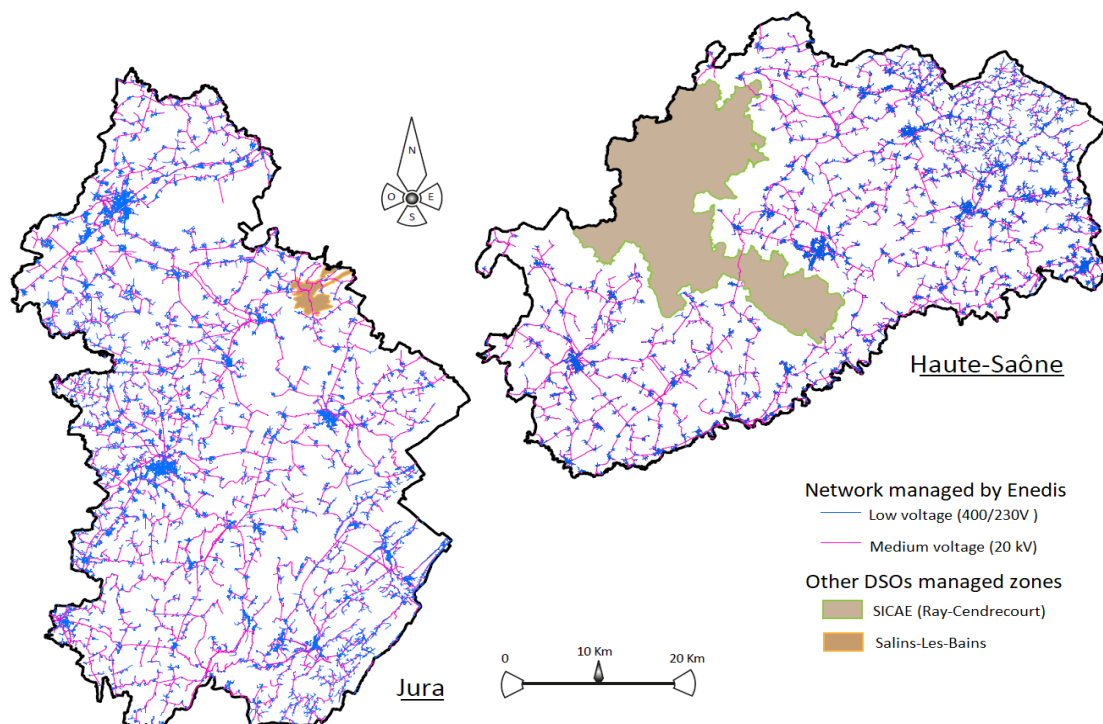 N
O
E
S
Haute-Saône
Network managed by Enedis
Low voltage (400/230V )
Medium voltage (20 kV)
Other DSOs managed zones
SICAE (Ray-Cendrecourt)
Salins-Les-Bains
0
10 Km
20 Km
Jura